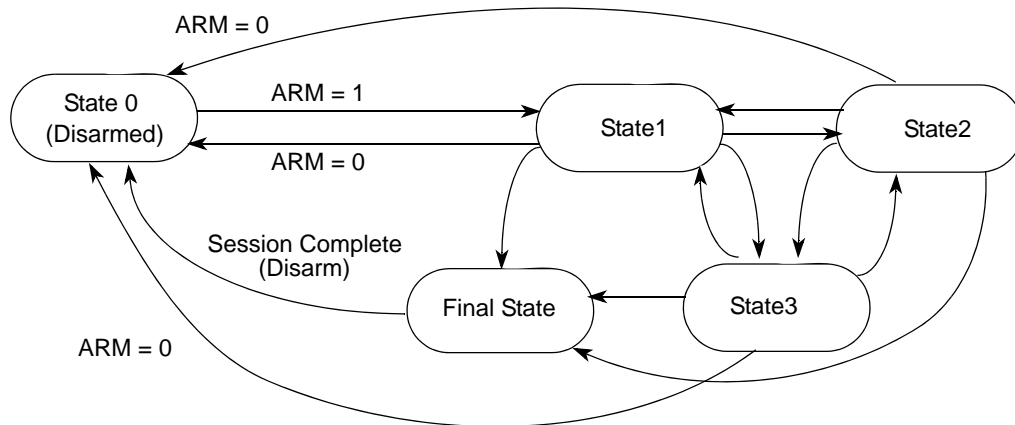 ARM = 0
State 0
(Disarmed)
ARM = 1
State1
State2
ARM = 0
Session Complete
(Disarm)
Final State
State3
ARM = 0